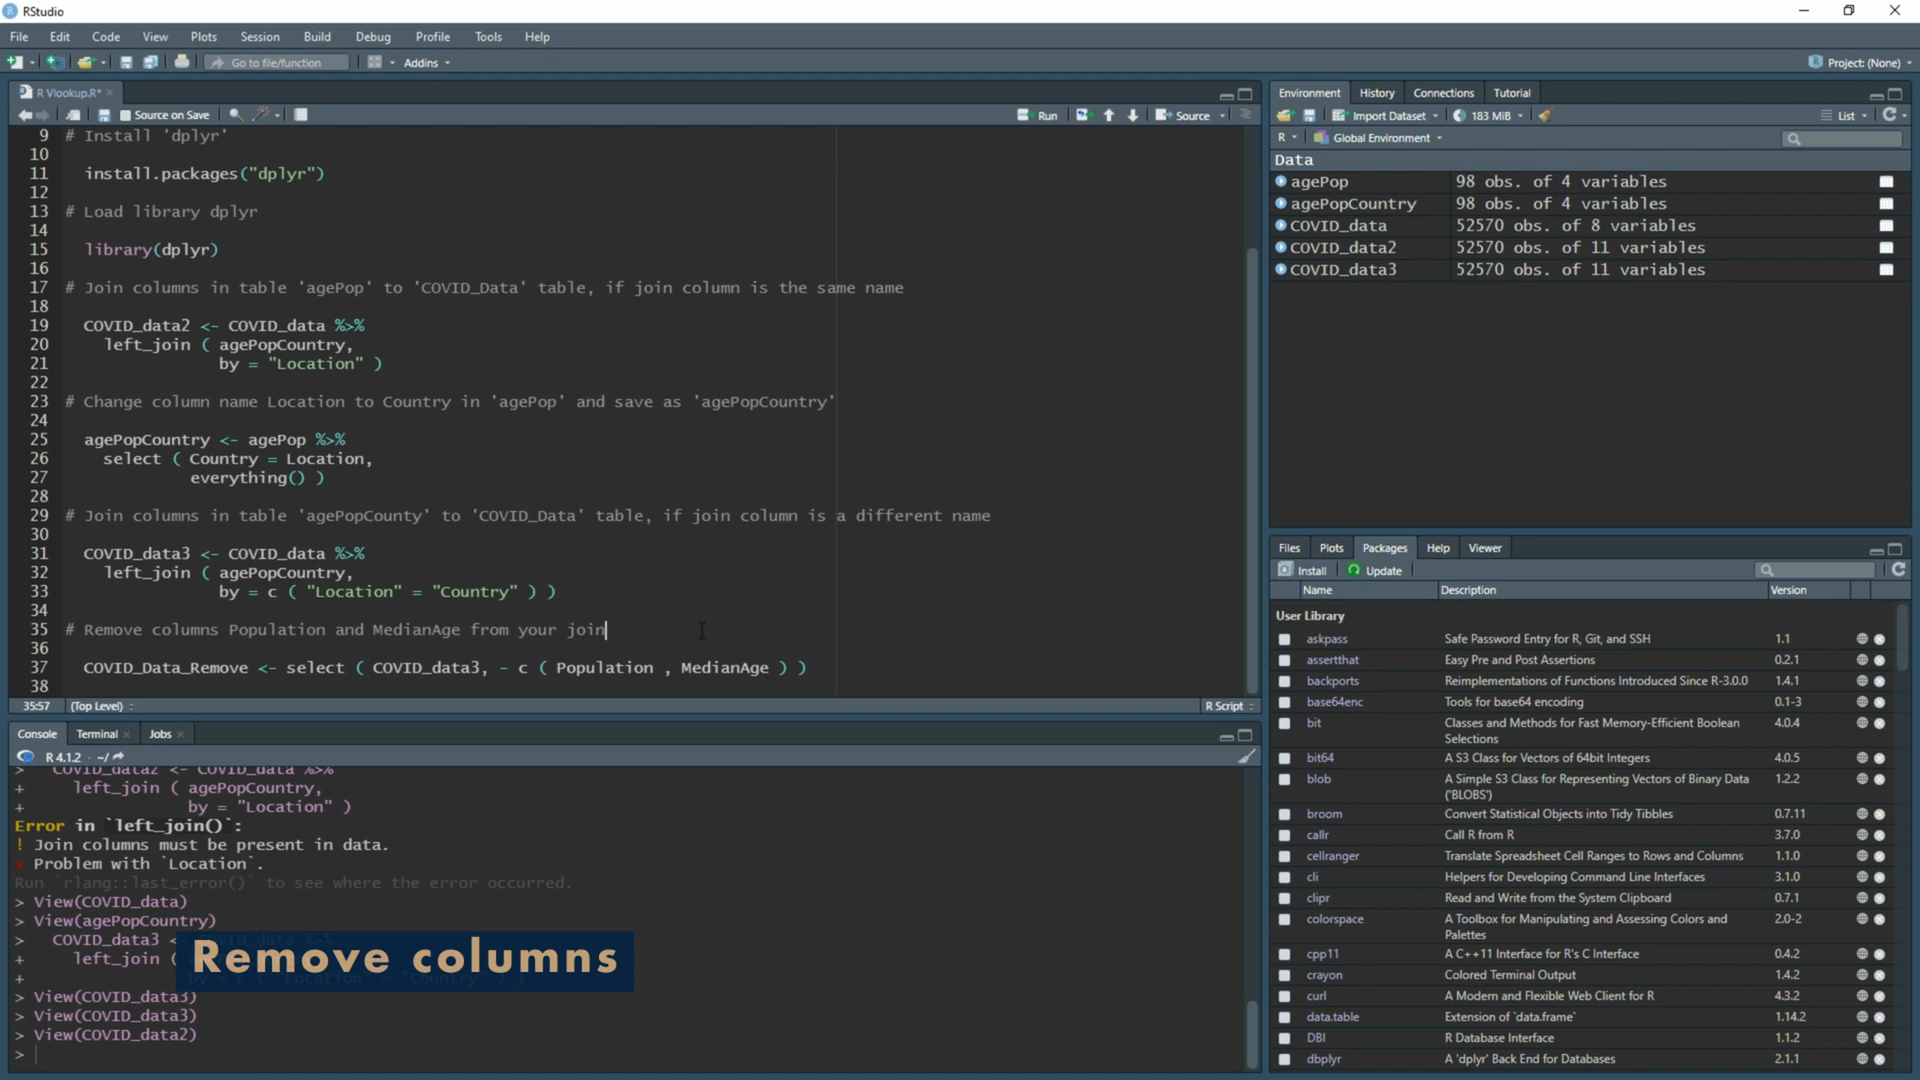 RStudio
File Edit Code View Plots Session Build Debug Profile Tools Help
Go to file/function Addins Project: (None)
R Vlookup.R*
Source on Save Run Source
9 # Install 'dplyr'
10
11 install.packages("dplyr")
12
13 # Load library dplyr
14
15 library(dplyr)
16
17 # Join columns in table 'agePop' to 'COVID_Data' table, if join column is the same name
18
19 COVID_data2 <- COVID_data %>%
20 left_join ( agePopCountry,
21 by = "Location" )
22
23 # Change column name Location to Country in 'agePop' and save as 'agePopCountry'
24
25 agePopCountry <- agePop %>%
26 select ( Country = Location,
27 everything() )
28
29 # Join columns in table 'agePopCounty' to 'COVID_Data' table, if join column is a different name
30
31 COVID_data3 <- COVID_data %>%
32 left_join ( agePopCountry,
33 by = c ( "Location" = "Country" ) )
34
35 # Remove columns Population and MedianAge from your join
36
37 COVID_Data_Remove <- select ( COVID_data3, - c ( Population , MedianAge ) )
38
35:57 (Top Level) R Script
Console Terminal Jobs
R 4.1.2 · ~/
> COVID_data2 <- COVID_data %>%
+ left_join ( agePopCountry,
+ by = "Location" )
Error in `left_join()`:
! Join columns must be present in data.
x Problem with `Location`.
Run `rlang::last_error()` to see where the error occurred.
> View(COVID_data)
> View(agePopCountry)
> COVID_data3 <- COVID_data %>%
+ left_join (
+
Remove columns
> View(COVID_data3)
> View(COVID_data3)
> View(COVID_data2)
>
Environment History Connections Tutorial
Import Dataset 183 MiB List
R Global Environment
Data
agePop 98 obs. of 4 variables
agePopCountry 98 obs. of 4 variables
COVID_data 52570 obs. of 8 variables
COVID_data2 52570 obs. of 11 variables
COVID_data3 52570 obs. of 11 variables
Files Plots Packages Help Viewer
Install Update
Name Description Version
User Library
askpass Safe Password Entry for R, Git, and SSH 1.1
assertthat Easy Pre and Post Assertions 0.2.1
backports Reimplementations of Functions Introduced Since R-3.0.0 1.4.1
base64enc Tools for base64 encoding 0.1-3
bit Classes and Methods for Fast Memory-Efficient Boolean 4.0.4
Selections
bit64 A S3 Class for Vectors of 64bit Integers 4.0.5
blob A Simple S3 Class for Representing Vectors of Binary Data 1.2.2
('BLOBS')
broom Convert Statistical Objects into Tidy Tibbles 0.7.11
callr Call R from R 3.7.0
cellranger Translate Spreadsheet Cell Ranges to Rows and Columns 1.1.0
cli Helpers for Developing Command Line Interfaces 3.1.0
clipr Read and Write from the System Clipboard 0.7.1
colorspace A Toolbox for Manipulating and Assessing Colors and 2.0-2
Palettes
cpp11 A C++11 Interface for R's C Interface 0.4.2
crayon Colored Terminal Output 1.4.2
curl A Modern and Flexible Web Client for R 4.3.2
data.table Extension of `data.frame` 1.14.2
DBI R Database Interface 1.1.2
dbplyr A 'dplyr' Back End for Databases 2.1.1